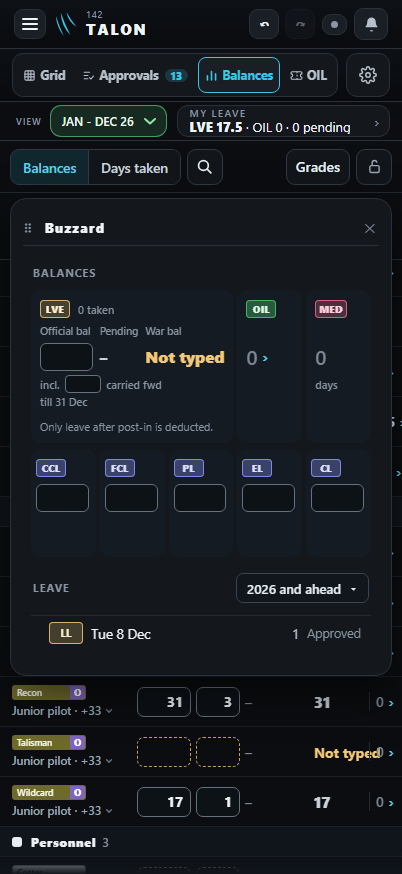 142
TALON
Grid
Approvals 13
Balances
OIL
VIEW
JAN - DEC 26
MY LEAVE
LVE 17.5 · OIL 0 · 0 pending
Balances
Days taken
Grades
Buzzard
BALANCES
LVE 0 taken
OIL
MED
Official bal Pending War bal
– Not typed
0 ›
0
incl. carried fwd
days
till 31 Dec
Only leave after post-in is deducted.
CCL FCL PL EL CL
LEAVE
2026 and ahead
LL Tue 8 Dec 1 Approved
Recon O
31 3 – 31 0 ›
Junior pilot · +33
Talisman O
– Not typed 0 ›
Junior pilot · +33
Wildcard O
17 1 – 17 0 ›
Junior pilot · +33
Personnel 3